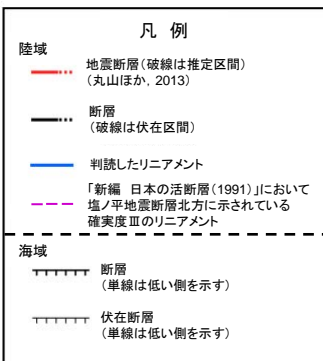 凡 例
陸域
地震断層(破線は推定区間)
(丸山ほか, 2013)
断層
(破線は伏在区間)
判読したリニアメント
「新編 日本の活断層(1991)」において
塩ノ平地震断層北方に示されている
確実度Ⅲのリニアメント
海域
断層
(単線は低い側を示す)
伏在断層
(単線は低い側を示す)